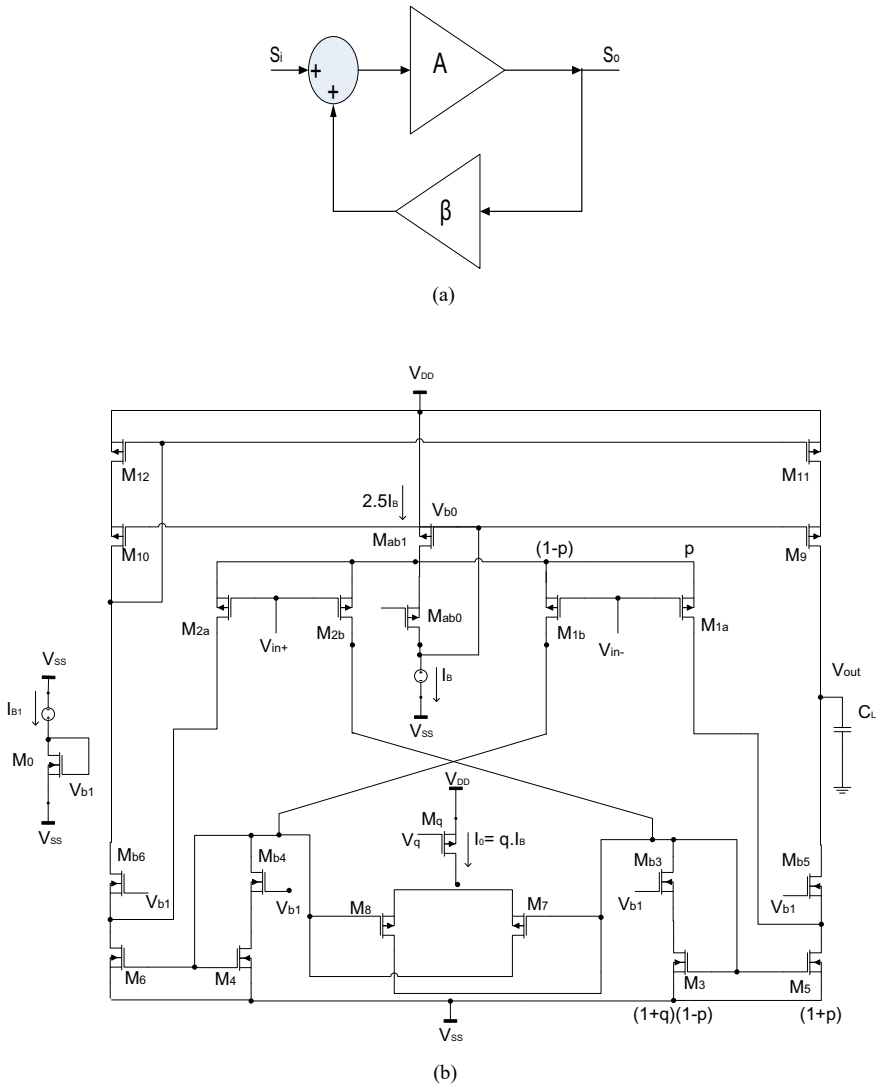 Si
+
+
A
So
β
(a)
VDD
M12
M11
2.5IB
Vb0
M10
Mab1
(1-p)
p
M9
M2a
M2b
Mab0
M1b
M1a
Vin+
Vin-
IB
Vout
VSS
VSS
CL
IB1
M0
Vb1
VSS
VDD
Mq
Vq
I0= q.IB
Mb6
Mb4
Mb3
Mb5
Vb1
Vb1
Vb1
Vb1
M8
M7
M6
M4
M3
M5
VSS
(1+q)(1-p)
(1+p)
(b)